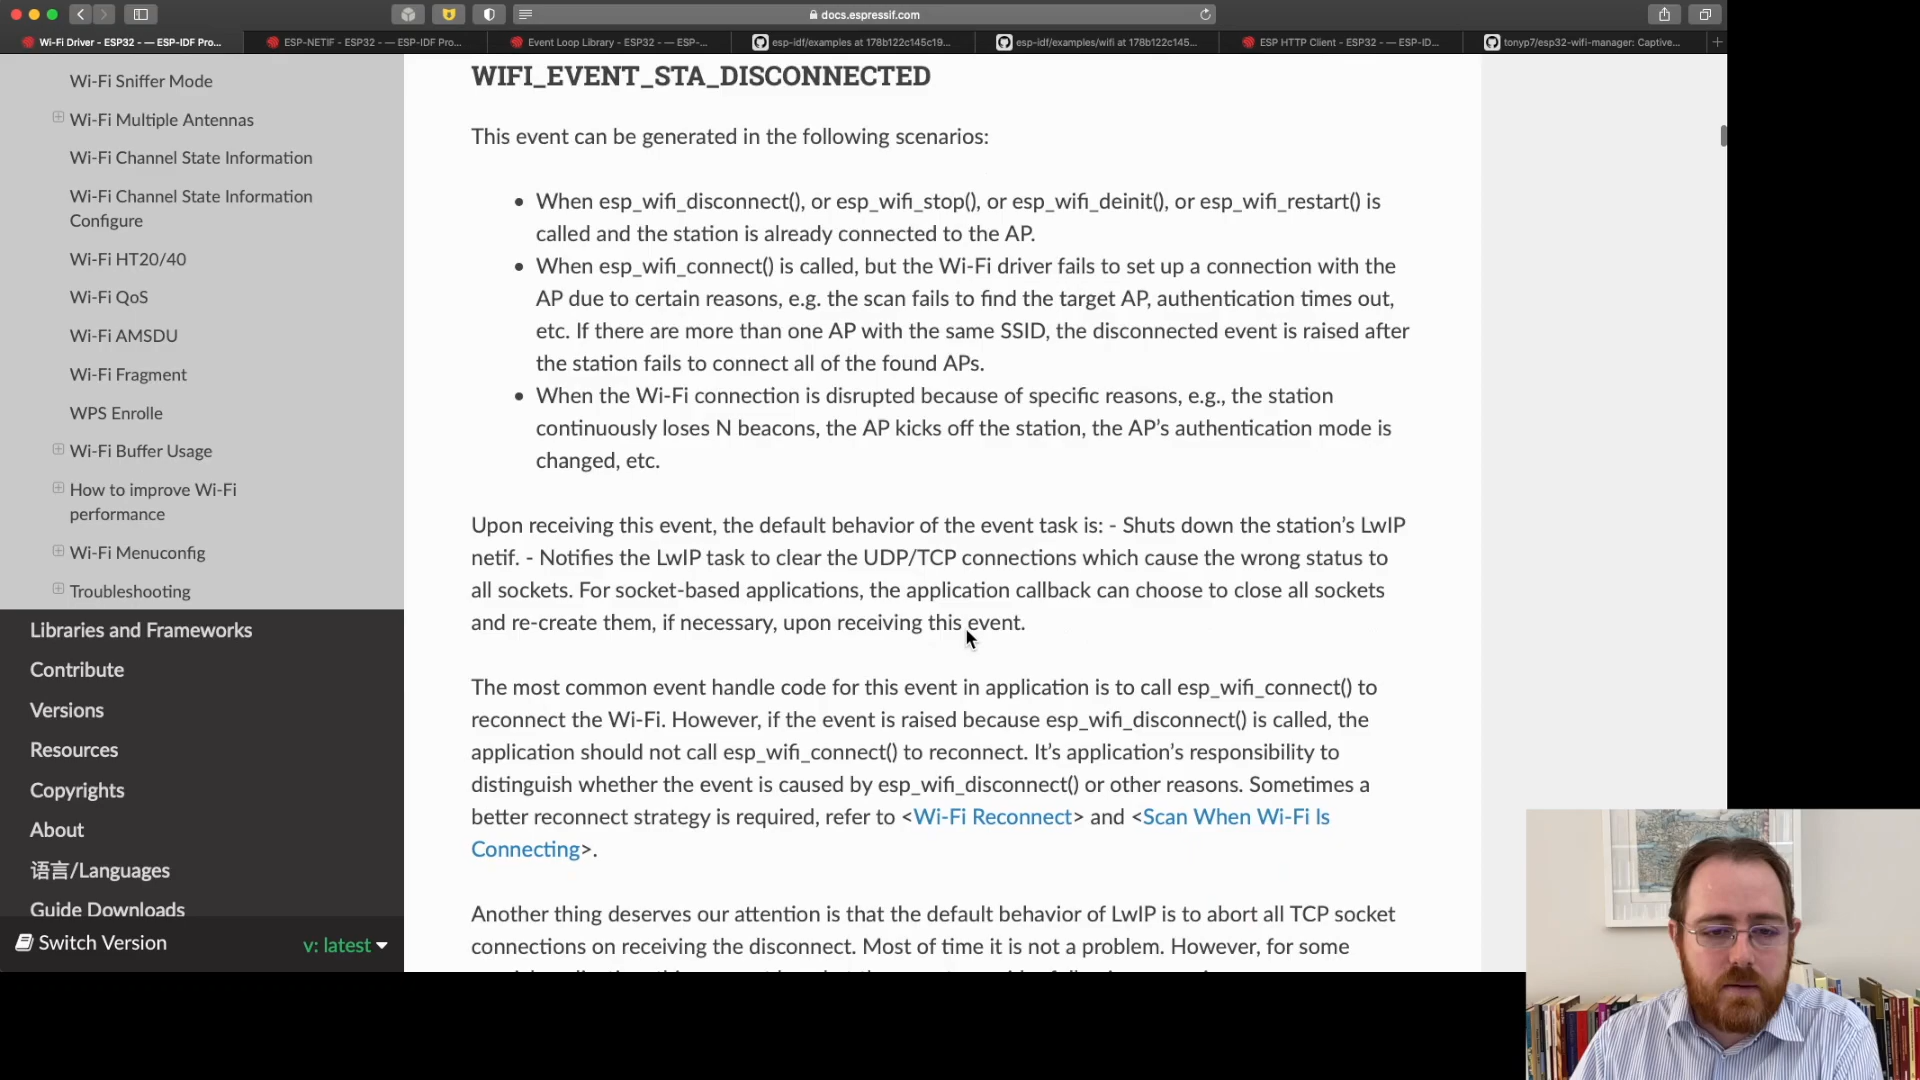 docs.espressif.com
Wi-Fi Driver - ESP32 - — ESP-IDF Pro...
ESP-NETIF - ESP32 - — ESP-IDF Pro...
Event Loop Library - ESP32 - — ESP-...
esp-idf/examples at 178b122c145c19...
esp-idf/examples/wifi at 178b122c145...
ESP HTTP Client - ESP32 - — ESP-ID...
tonyp7/esp32-wifi-manager: Captive...
Wi-Fi Sniffer Mode
Wi-Fi Multiple Antennas
Wi-Fi Channel State Information
Wi-Fi Channel State Information
Configure
Wi-Fi HT20/40
Wi-Fi QoS
Wi-Fi AMSDU
Wi-Fi Fragment
WPS Enrolle
Wi-Fi Buffer Usage
How to improve Wi-Fi
performance
Wi-Fi Menuconfig
Troubleshooting
Libraries and Frameworks
Contribute
Versions
Resources
Copyrights
About
语言/Languages
Guide Downloads
Switch Version
v: latest
WIFI_EVENT_STA_DISCONNECTED
This event can be generated in the following scenarios:
• When esp_wifi_disconnect(), or esp_wifi_stop(), or esp_wifi_deinit(), or esp_wifi_restart() is
called and the station is already connected to the AP.
• When esp_wifi_connect() is called, but the Wi-Fi driver fails to set up a connection with the
AP due to certain reasons, e.g. the scan fails to find the target AP, authentication times out,
etc. If there are more than one AP with the same SSID, the disconnected event is raised after
the station fails to connect all of the found APs.
• When the Wi-Fi connection is disrupted because of specific reasons, e.g., the station
continuously loses N beacons, the AP kicks off the station, the AP's authentication mode is
changed, etc.
Upon receiving this event, the default behavior of the event task is: - Shuts down the station's LwIP
netif. - Notifies the LwIP task to clear the UDP/TCP connections which cause the wrong status to
all sockets. For socket-based applications, the application callback can choose to close all sockets
and re-create them, if necessary, upon receiving this event.
The most common event handle code for this event in application is to call esp_wifi_connect() to
reconnect the Wi-Fi. However, if the event is raised because esp_wifi_disconnect() is called, the
application should not call esp_wifi_connect() to reconnect. It's application's responsibility to
distinguish whether the event is caused by esp_wifi_disconnect() or other reasons. Sometimes a
better reconnect strategy is required, refer to <Wi-Fi Reconnect> and <Scan When Wi-Fi Is
Connecting>.
Another thing deserves our attention is that the default behavior of LwIP is to abort all TCP socket
connections on receiving the disconnect. Most of time it is not a problem. However, for some